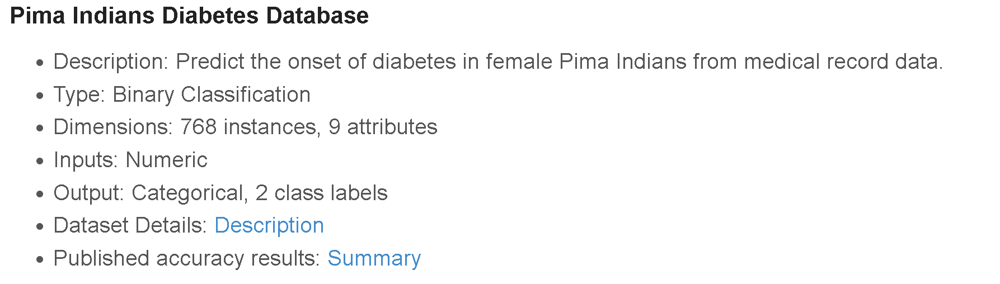 Pima Indians Diabetes Database
• Description: Predict the onset of diabetes in female Pima Indians from medical record data.
• Type: Binary Classification
• Dimensions: 768 instances, 9 attributes
• Inputs: Numeric
• Output: Categorical, 2 class labels
• Dataset Details: Description
• Published accuracy results: Summary